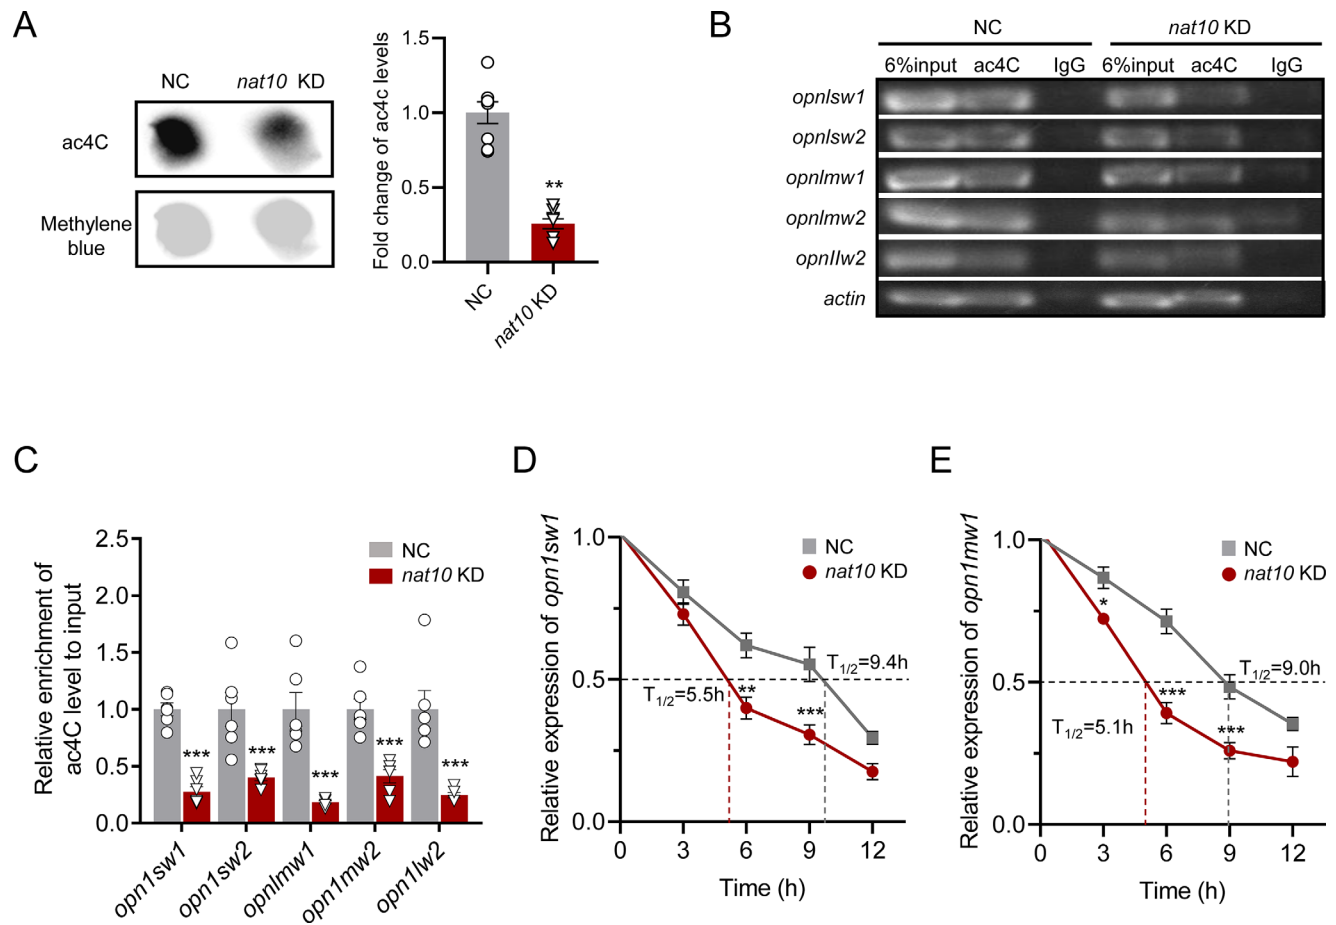 A
NC
nat10 KD
ac4C
Methylene
blue
Fold change of ac4c levels
1.5
1.0
0.5
0.0
**
NC
nat10 KD
B
NC
nat10 KD
6%input ac4C IgG 6%input ac4C IgG
opnlsw1
opnlsw2
opnlmw1
opnlmw2
opnllw2
actin
C
Relative enrichment of
ac4C level to input
2.5
2.0
1.5
1.0
0.5
0.0
NC
nat10 KD
***
***
***
***
***
opn1sw1
opn1sw2
opnlmw1
opn1mw2
opn1lw2
D
Relative expression of opn1sw1
1.0
0.5
0.0
NC
nat10 KD
T1/2=9.4h
T1/2=5.5h
**
***
0 3 6 9 12
Time (h)
E
Relative expression of opn1mw1
1.0
0.5
0.0
NC
nat10 KD
*
T1/2=9.0h
T1/2=5.1h
***
***
0 3 6 9 12
Time (h)